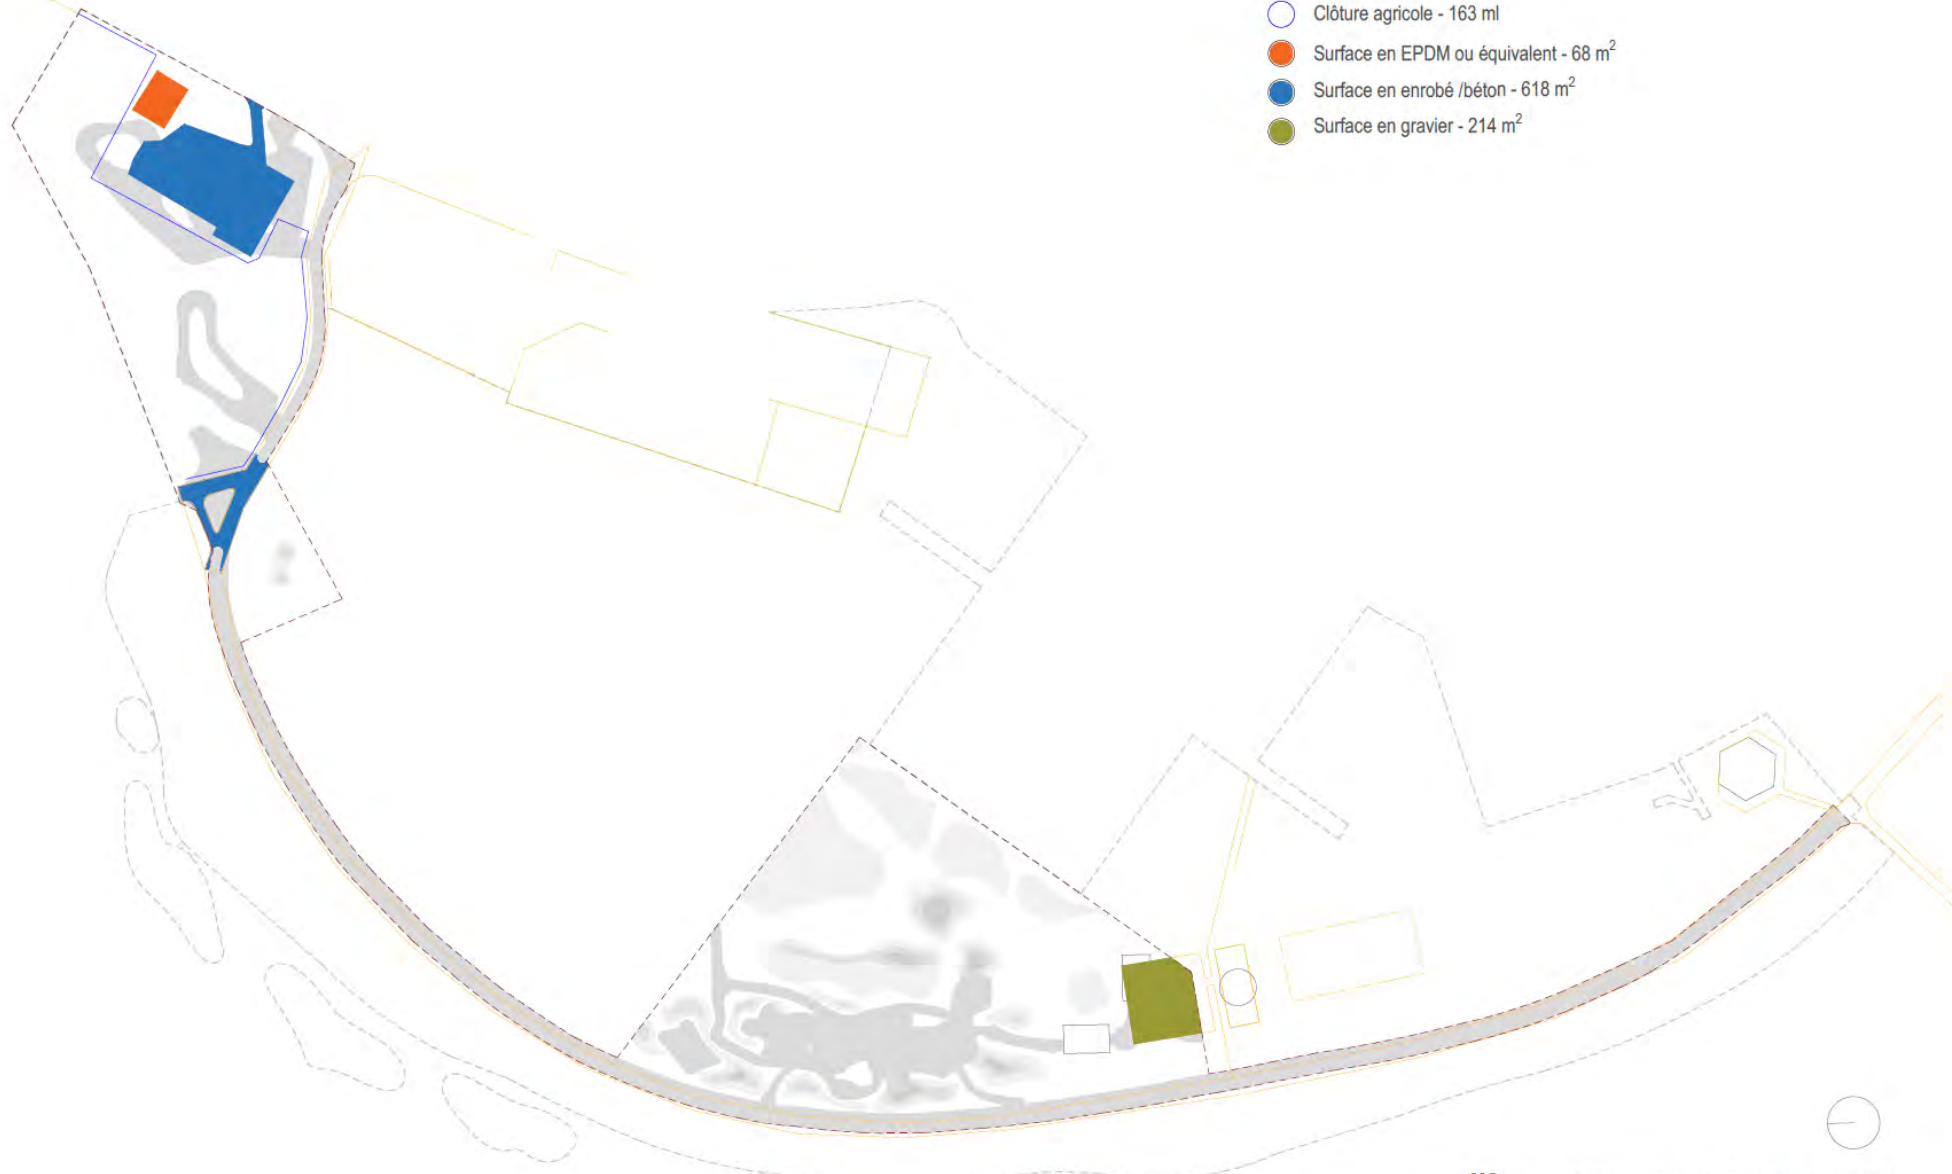 Clôture agricole - 163 ml
Surface en EPDM ou équivalent - 68 m²
Surface en enrobé /béton - 618 m²
Surface en gravier - 214 m²